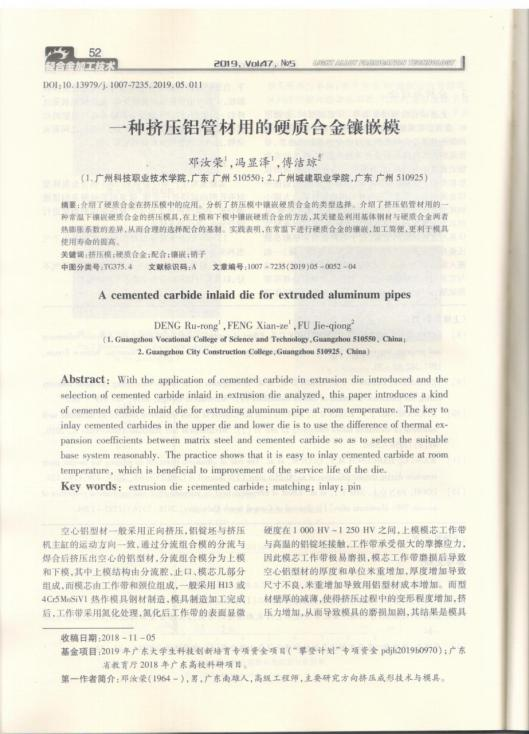 52
轻合金加工技术
2019, Vol.47, №5
LIGHT ALLOY FABRICATION TECHNOLOGY
DOI:10.13979/j.1007-7235.2019.05.011
一种挤压铝管材用的硬质合金镶嵌模
邓汝荣1,冯显泽1,傅洁琼2
(1.广州科技职业技术学院,广东 广州 510550; 2.广州城建职业学院,广东 广州 510925)
摘要:介绍了硬质合金在挤压模中的应用。分析了挤压模中镶嵌硬质合金的类型选择。介绍了挤压铝管材用的一
种常温下镶嵌硬质合金的挤压模具,在上模和下模中镶嵌硬质合金的方法,其关键是利用基体钢材与硬质合金两者
热膨胀系数的差异,从而合理的选择配合的基制。实践表明,在常温下进行硬质合金的镶嵌,加工简便,更利于模具
使用寿命的提高。
关键词:挤压模;硬质合金;配合;镶嵌;销子
中图分类号:TG375.4 文献标识码:A 文章编号:1007-7235(2019)05-0052-04
A cemented carbide inlaid die for extruded aluminum pipes
DENG Ru-rong1,FENG Xian-ze1,FU Jie-qiong2
(1. Guangzhou Vocational College of Science and Technology,Guangzhou 510550, China;
2. Guangzhou City Construction College,Guangzhou 510925, China)
Abstract: With the application of cemented carbide in extrusion die introduced and the
selection of cemented carbide inlaid in extrusion die analyzed, this paper introduces a kind
of cemented carbide inlaid die for extruding aluminum pipe at room temperature. The key to
inlay cemented carbides in the upper die and lower die is to use the difference of thermal ex-
pansion coefficients between matrix steel and cemented carbide so as to select the suitable
base system reasonably. The practice shows that it is easy to inlay cemented carbide at room
temperature, which is beneficial to improvement of the service life of the die.
Key words: extrusion die ;cemented carbide; matching; inlay; pin
空心铝型材一般采用正向挤压,铝锭坯与挤压
机主缸的运动方向一致,通过分流组合模的分流与
焊合后挤压出空心的铝型材,分流组合模分为上模
和下模,其中上模结构由分流腔、止口、模芯几部分
组成,而模芯由工作带和颈位组成,一般采用 H13 或
4Cr5MoSiV1 热作模具钢材制造,模具制造加工完成
后,工作带采用氮化处理,氮化后工作带的表面显微
硬度在1 000 HV~1 250 HV 之间,上模模芯工作带
与高温的铝锭坯接触,工作带承受很大的摩擦应力,
因此模芯工作带极易磨损,模芯工作带磨损后导致
空心铝型材的厚度和单位米重增加,厚度增加导致
尺寸不良,米重增加导致用铝型材成本增加。而型
材壁厚的减薄,使得挤压过程中的变形程度增加,挤
压力增加,从而导致模具的磨损加剧,其结果是模具
收稿日期:2018-11-05
基金项目:2019年广东大学生科技创新培育专项资金项目(“攀登计划”专项资金 pdjh2019b0970);广东
省教育厅2018年广东高校科研项目。
第一作者简介:邓汝荣(1964-),男,广东南雄人,高级工程师,主要研究方向挤压成形技术与模具。